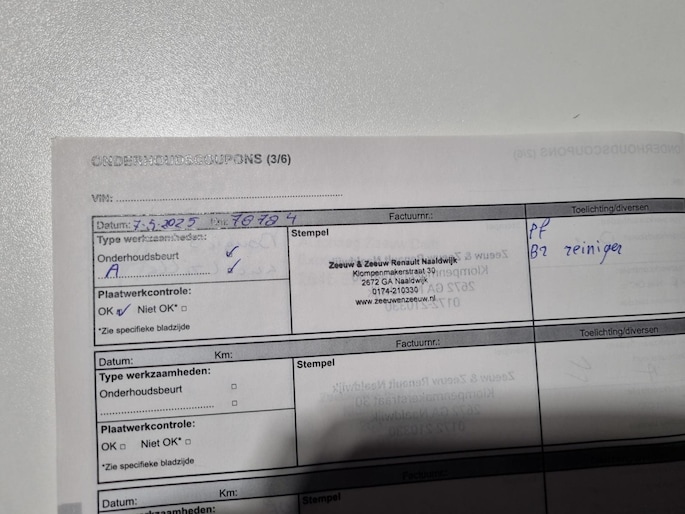 ONDERHOUDSCOUPONS (3/6)
VIN:
Datum: 7-5-2025 Km: 78784 Factuurnr.: Toelichting/diversen
Type werkzaamheden:
Onderhoudsbeurt ✓
A ✓
Plaatwerkcontrole:
OK ✓ Niet OK* □
*Zie specifieke bladzijde
Stempel
Zeeuw & Zeeuw Renault Naaldwijk
Klompenmakerstraat 30
2672 GA Naaldwijk
0174-210330
www.zeeuwenzeeuw.nl
PF
Br reiniger
Datum: Km: Factuurnr.: Toelichting/diversen
Type werkzaamheden:
Onderhoudsbeurt □
□
Plaatwerkcontrole:
OK □ Niet OK* □
*Zie specifieke bladzijde
Stempel
Datum: Km: Factuurnr.:
Stempel